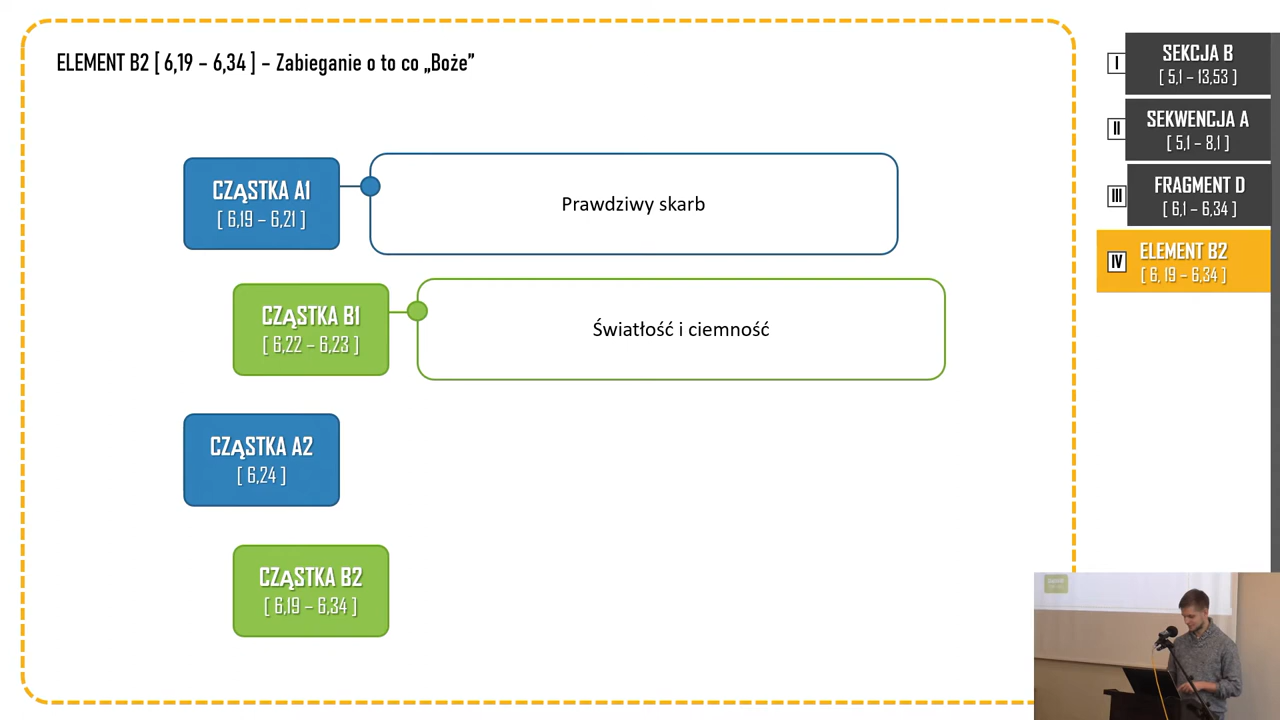 ELEMENT B2 [ 6,19 – 6,34 ] – Zabieganie o to co „Boże”
CZĄSTKA A1
[ 6,19 – 6,21 ]
Prawdziwy skarb
CZĄSTKA B1
[ 6,22 – 6,23 ]
Światłość i ciemność
CZĄSTKA A2
[ 6,24 ]
CZĄSTKA B2
[ 6,19 – 6,34 ]
I
SEKCJA B
[ 5,1 – 13,53 ]
II
SEKWENCJA A
[ 5,1 – 8,1 ]
III
FRAGMENT D
[ 6,1 – 6,34 ]
IV
ELEMENT B2
[ 6, 19 – 6,34 ]